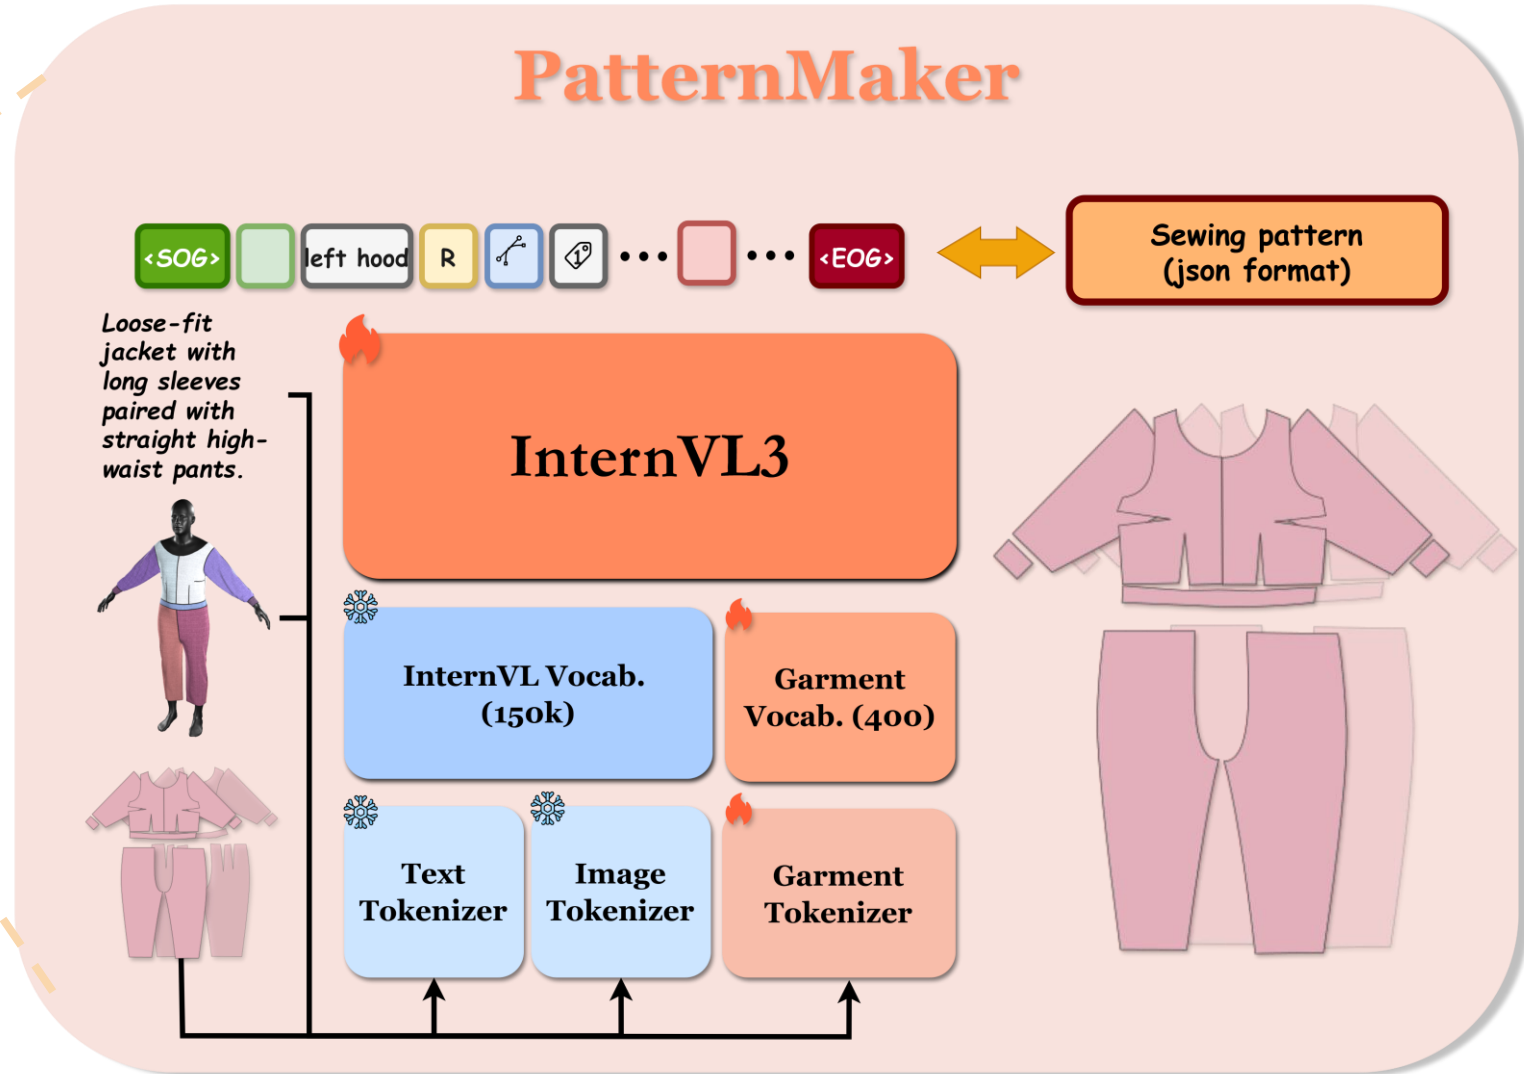 PatternMaker
<SOG>
left hood
R
1
<EOG>
Sewing pattern
(json format)
Loose-fit
jacket with
long sleeves
paired with
straight high-
waist pants.
InternVL3
InternVL Vocab.
(150k)
Garment
Vocab. (400)
Text
Tokenizer
Image
Tokenizer
Garment
Tokenizer